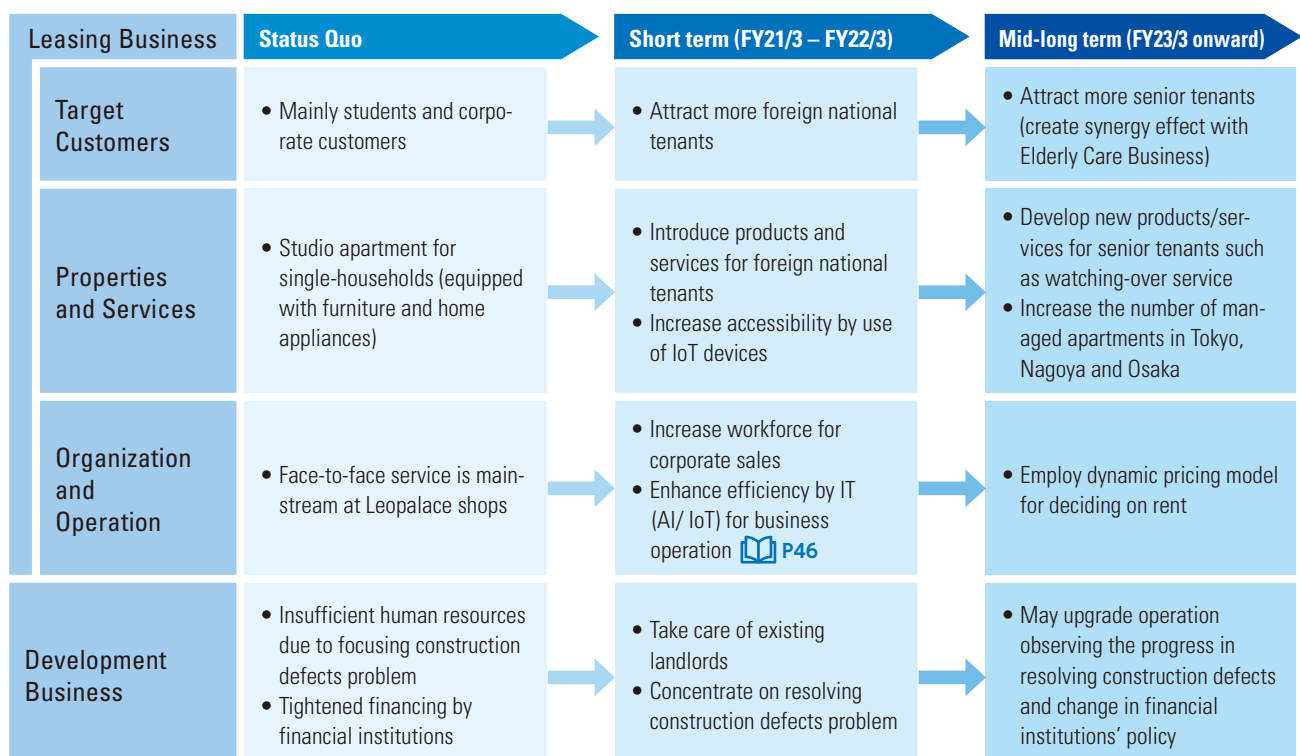 Leasing Business
Status Quo
Short term (FY21/3 – FY22/3)
Mid-long term (FY23/3 onward)
Target
Customers
• Mainly students and corpo-
rate customers
• Attract more foreign national
tenants
• Attract more senior tenants
(create synergy effect with
Elderly Care Business)
Properties
and Services
• Studio apartment for
single-households (equipped
with furniture and home
appliances)
• Introduce products and
services for foreign national
tenants
• Increase accessibility by use
of IoT devices
• Develop new products/ser-
vices for senior tenants such
as watching-over service
• Increase the number of man-
aged apartments in Tokyo,
Nagoya and Osaka
Organization
and
Operation
• Face-to-face service is main-
stream at Leopalace shops
• Increase workforce for
corporate sales
• Enhance efficiency by IT
(AI/ IoT) for business
operation P46
• Employ dynamic pricing model
for deciding on rent
Development
Business
• Insufficient human resources
due to focusing construction
defects problem
• Tightened financing by
financial institutions
• Take care of existing
landlords
• Concentrate on resolving
construction defects problem
• May upgrade operation
observing the progress in
resolving construction defects
and change in financial
institutions’ policy